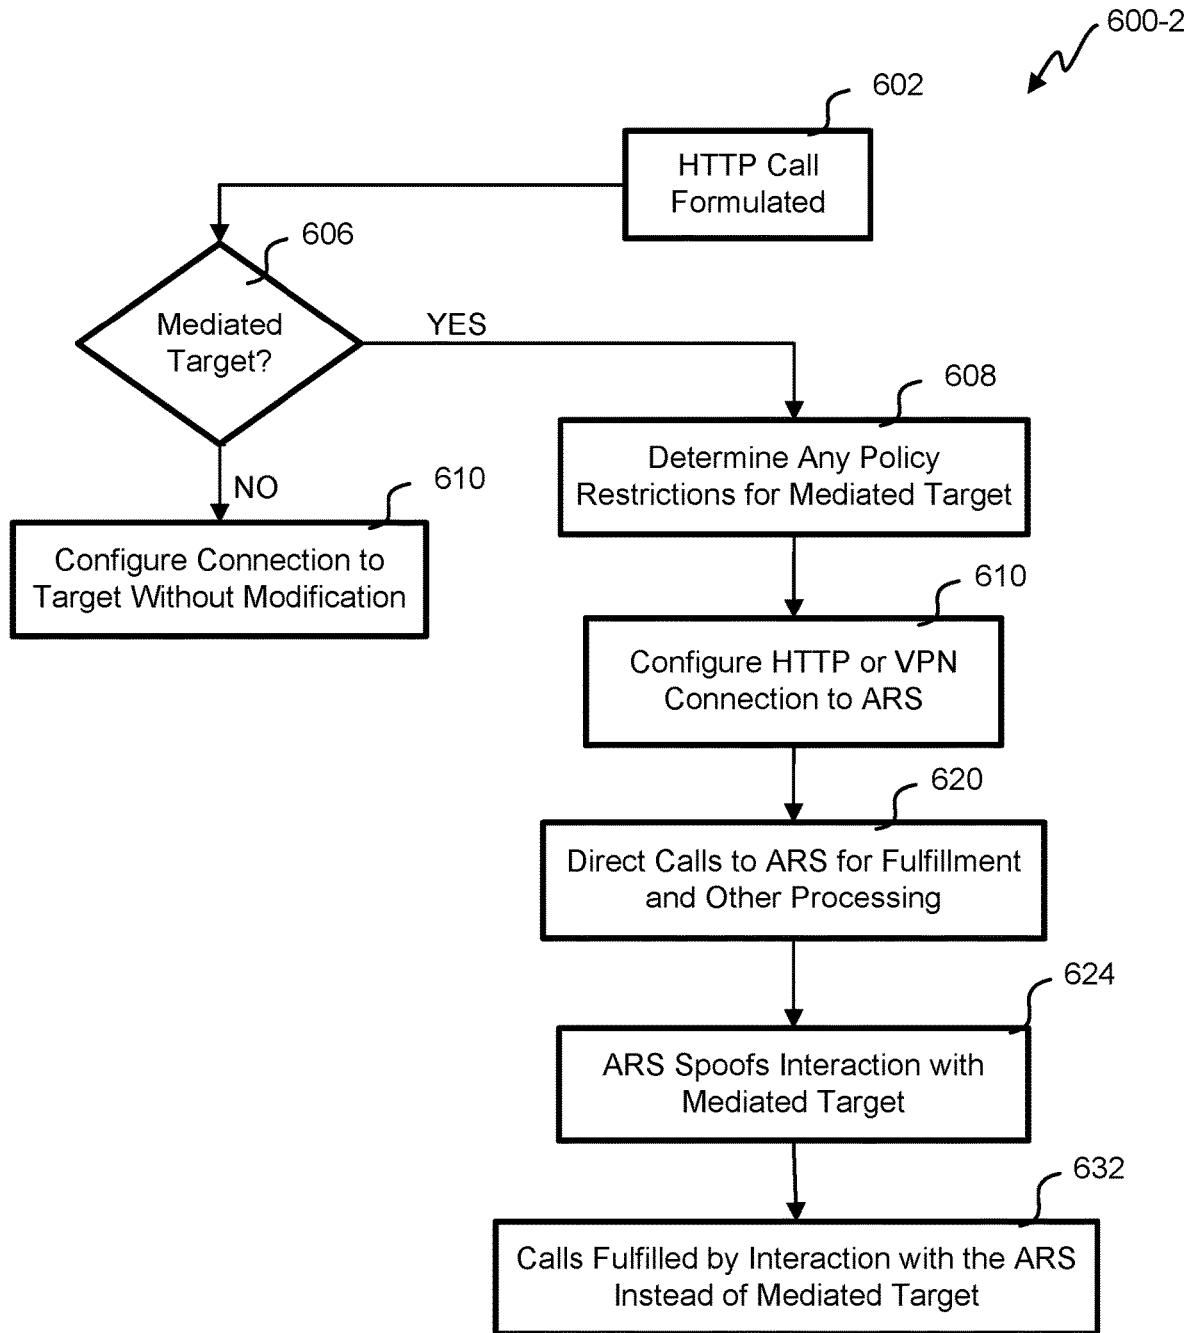 600-2
602
HTTP Call
Formulated
606
Mediated
Target?
YES
608
Determine Any Policy
Restrictions for Mediated Target
NO
610
Configure Connection to
Target Without Modification
610
Configure HTTP or VPN
Connection to ARS
620
Direct Calls to ARS for Fulfillment
and Other Processing
624
ARS Spoofs Interaction with
Mediated Target
632
Calls Fulfilled by Interaction with the ARS
Instead of Mediated Target